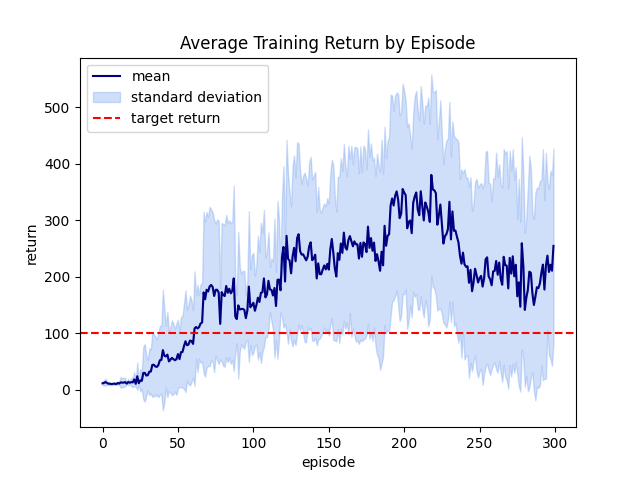 Average Training Return by Episode
mean
standard deviation
target return
500
400
300
200
100
0
return
0 50 100 150 200 250 300
episode